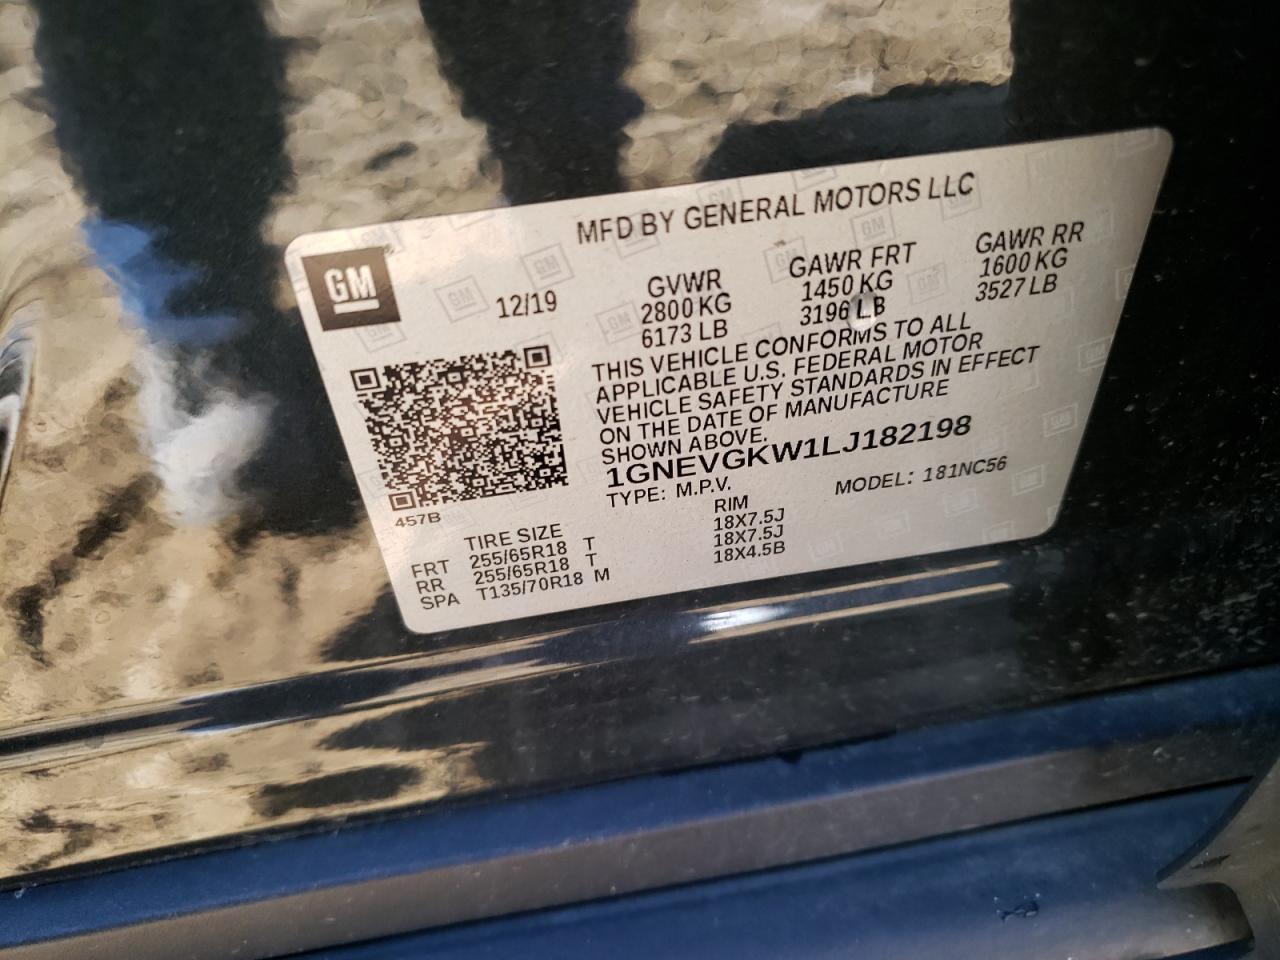 MFD BY GENERAL MOTORS LLC
GM
12/19
GVWR
2800 KG
6173 LB
GAWR FRT
1450 KG
3196 LB
GAWR RR
1600 KG
3527 LB
THIS VEHICLE CONFORMS TO ALL
APPLICABLE U.S. FEDERAL MOTOR
VEHICLE SAFETY STANDARDS IN EFFECT
ON THE DATE OF MANUFACTURE
SHOWN ABOVE.
1GNEVGKW1LJ182198
TYPE: M.P.V.
MODEL: 181NC56
457B
TIRE SIZE RIM
FRT 255/65R18 T 18X7.5J
RR 255/65R18 T 18X7.5J
SPA T135/70R18 M 18X4.5B